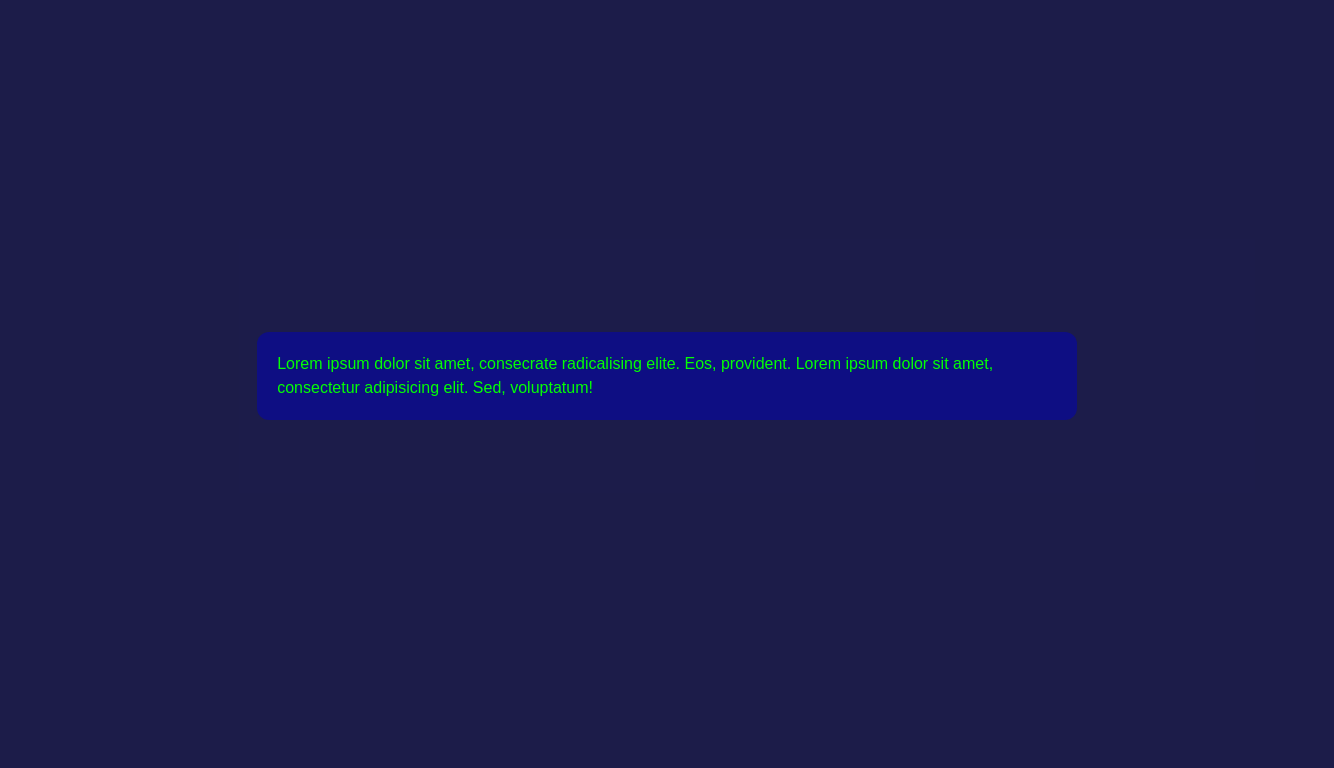 Lorem ipsum dolor sit amet, consecrate radicalising elite. Eos, provident. Lorem ipsum dolor sit amet,
consectetur adipisicing elit. Sed, voluptatum!